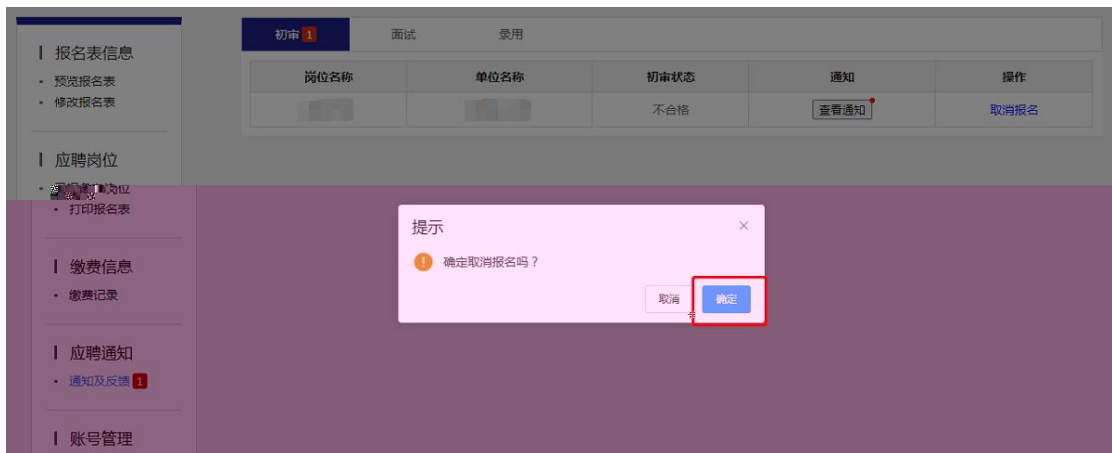 报名表信息
预览报名表
修改报名表
应聘岗位
岗位
打印报名表
缴费信息
缴费记录
应聘通知
通知及反馈 1
账号管理
初审 1 面试 录用
岗位名称 单位名称 初审状态 通知 操作
不合格 查看通知 取消报名
提示
确定取消报名吗？
取消 确定